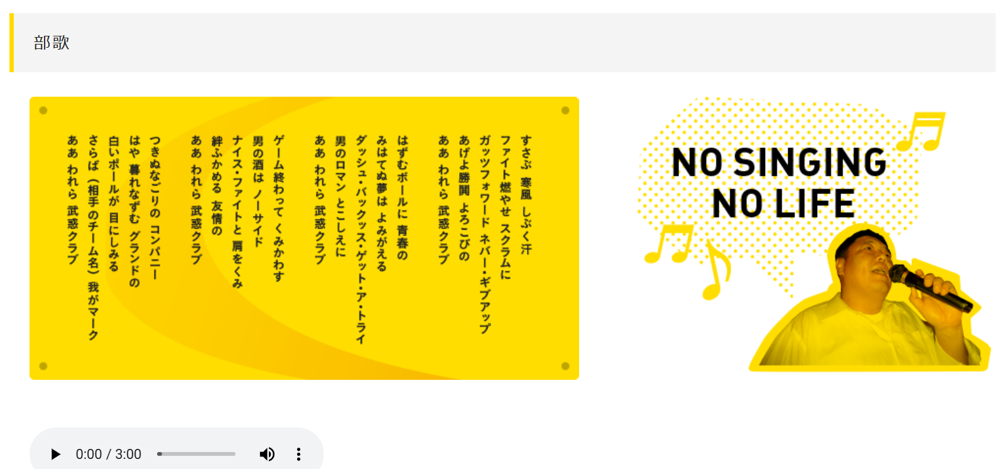 部歌
すさぶ 寒風 しぶく汗
ファイト燃やせ スクラムに
ガッツフォワード ネバー・ギブアップ
あげよ勝鬨 よろこびの
ああ われら 武惑クラブ
はずむボールに 青春の
みはてぬ夢は よみがえる
ダッシュ・バックッス・ゲット・ア・トライ
男のロマン とこしえに
ああ われら 武惑クラブ
ゲーム終わって くみかわす
男の酒は ノーサイド
ナイス・ファイトと 肩をくみ
絆ふかめる 友情の
ああ われら 武惑クラブ
つきぬなごりの コンパニー
はや 暮れなずむ グランドの
白いポールが 目にしみる
さらば（相手のチーム名）我がマーク
ああ われら 武惑クラブ
NO SINGING
NO LIFE
0:00 / 3:00